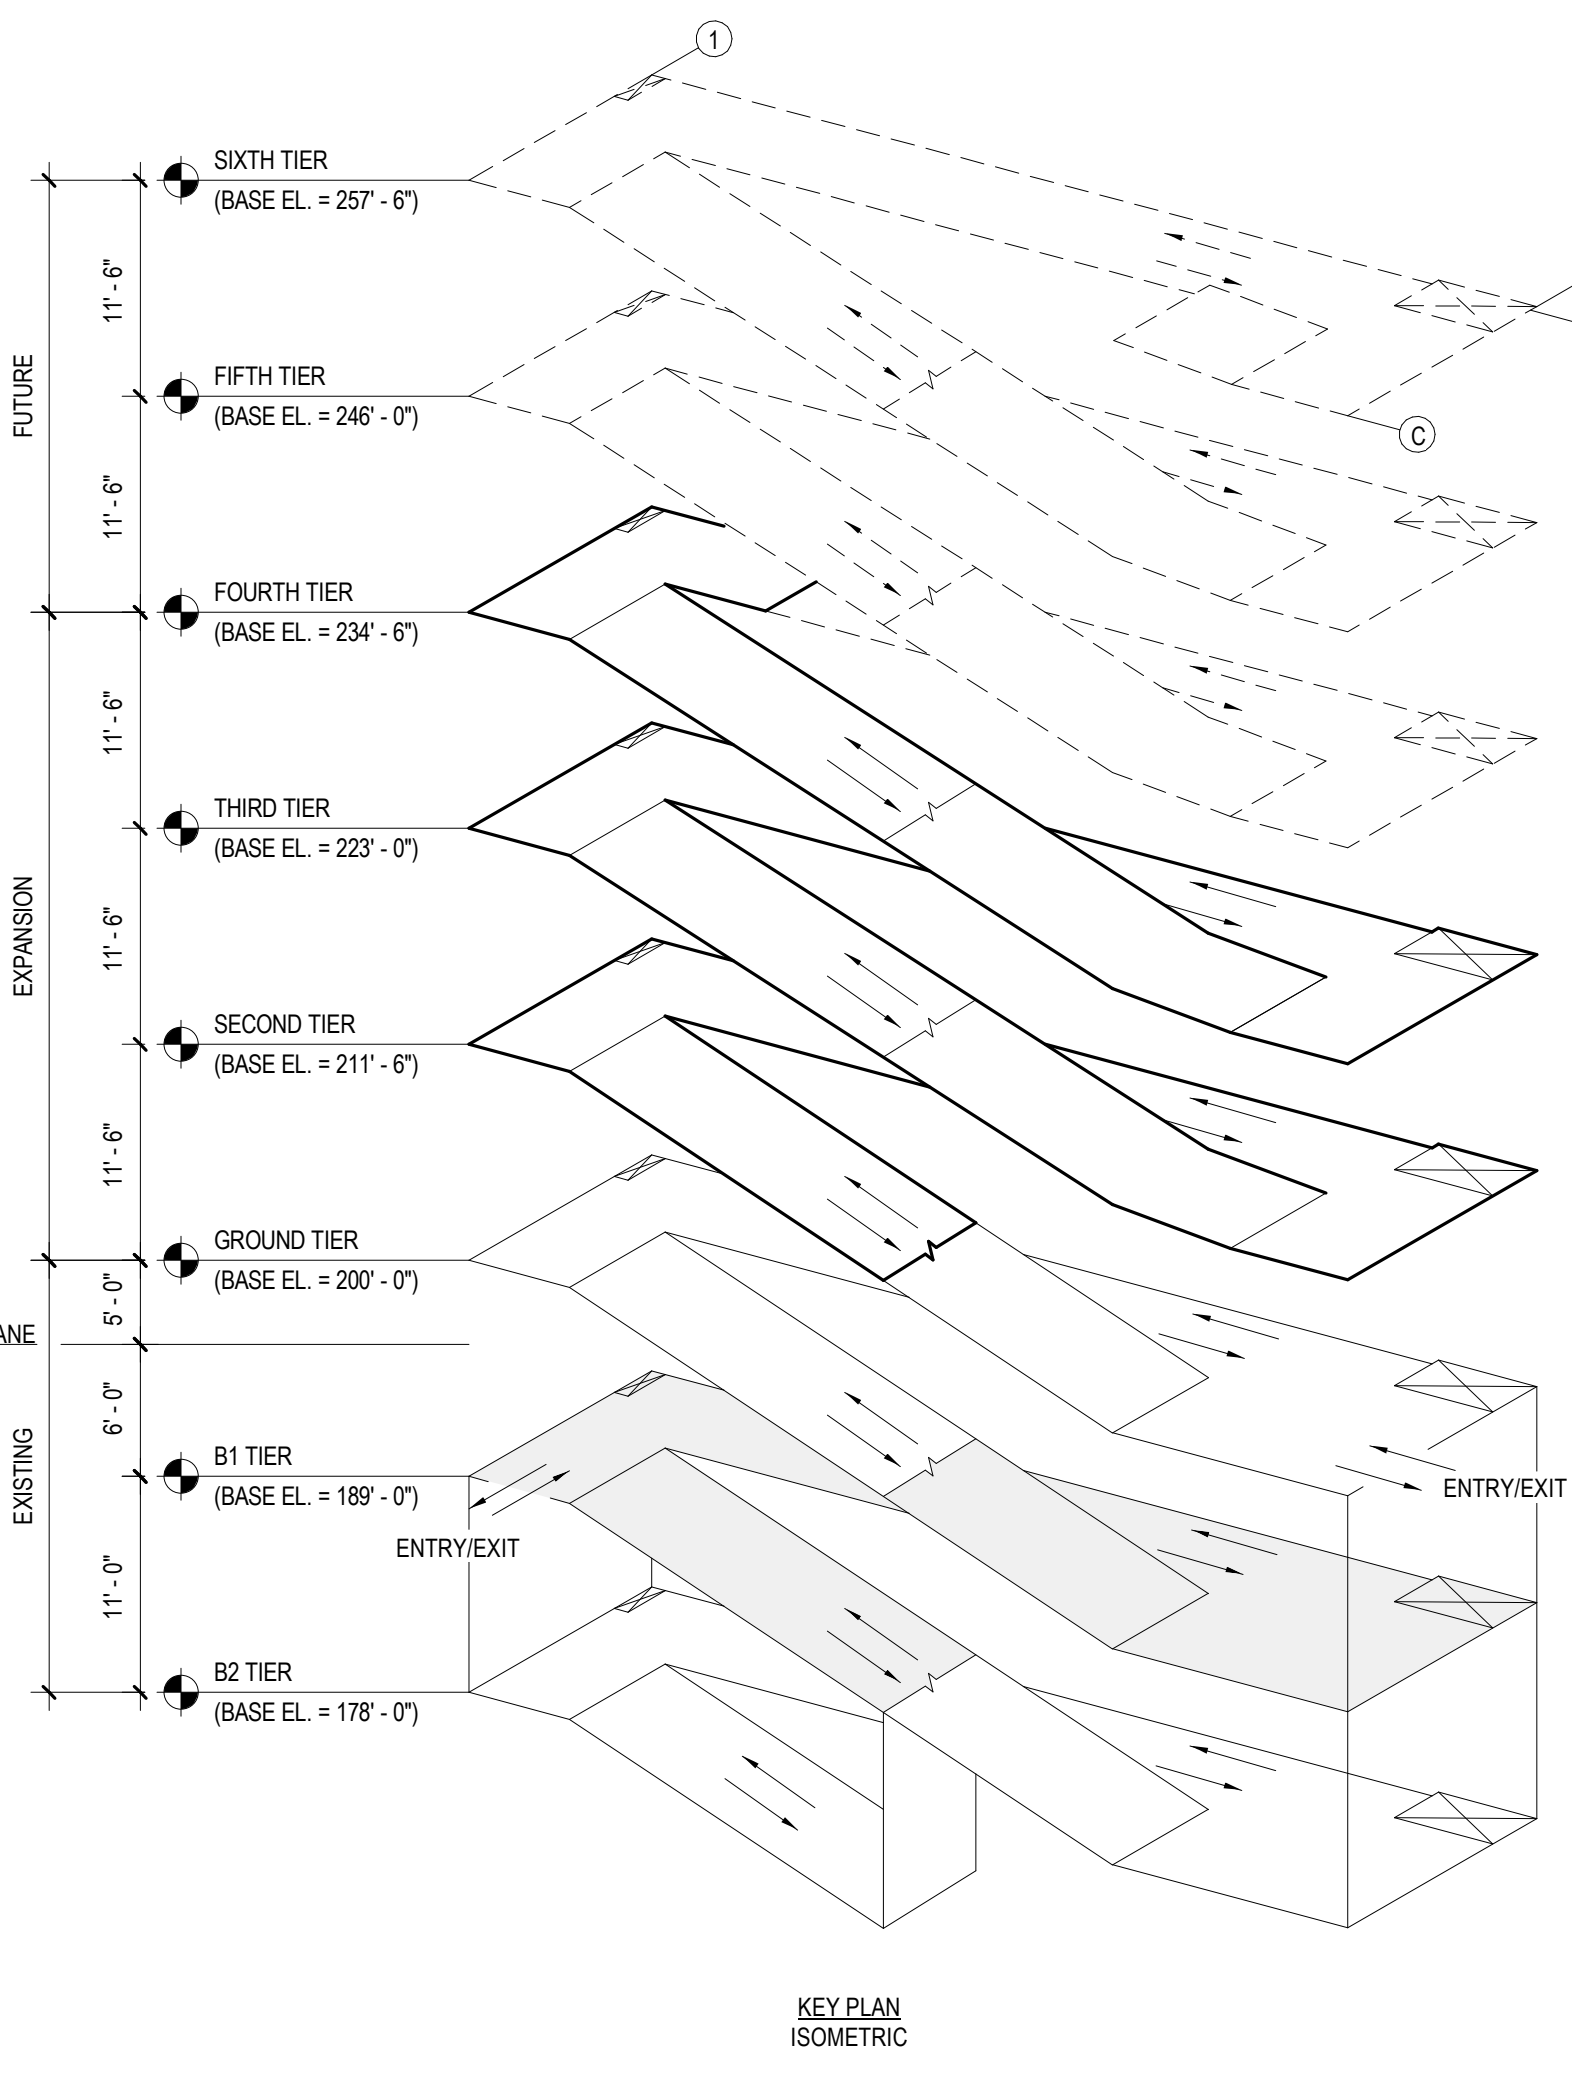 1
SIXTH TIER
(BASE EL. = 257' - 6")
11' - 6"
FUTURE
FIFTH TIER
(BASE EL. = 246' - 0")
C
11' - 6"
FOURTH TIER
(BASE EL. = 234' - 6")
11' - 6"
THIRD TIER
(BASE EL. = 223' - 0")
EXPANSION
11' - 6"
SECOND TIER
(BASE EL. = 211' - 6")
11' - 6"
GROUND TIER
(BASE EL. = 200' - 0")
5' - 0"
ANE
6' - 0"
EXISTING
B1 TIER
(BASE EL. = 189' - 0")
ENTRY/EXIT
ENTRY/EXIT
11' - 0"
B2 TIER
(BASE EL. = 178' - 0")
KEY PLAN
ISOMETRIC